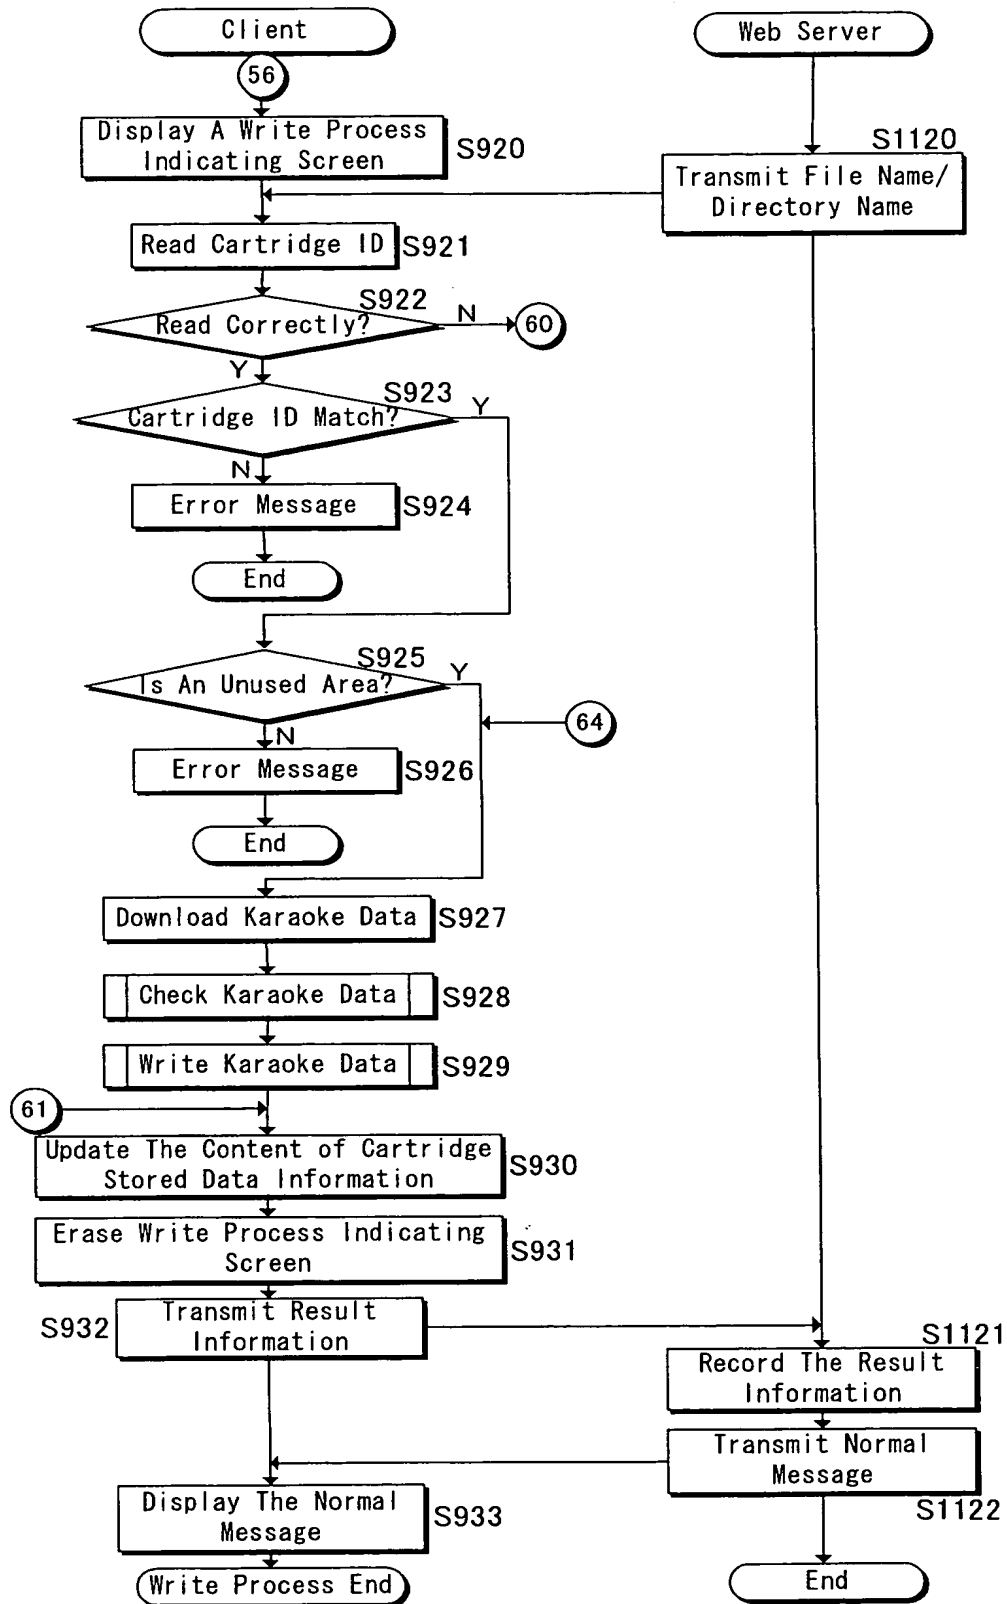 Client
Web Server
56
Display A Write Process
Indicating Screen
S920
S1120
Transmit File Name/
Directory Name
Read Cartridge ID
S921
S922
Read Correctly?
N
60
Y
S923
Cartridge ID Match?
Y
N
Error Message
S924
End
S925
Is An Unused Area?
Y
64
N
Error Message
S926
End
Download Karaoke Data
S927
Check Karaoke Data
S928
Write Karaoke Data
S929
61
Update The Content of Cartridge
Stored Data Information
S930
Erase Write Process Indicating
Screen
S931
S932
Transmit Result
Information
S1121
Record The Result
Information
Transmit Normal
Message
S1122
Display The Normal
Message
S933
Write Process End
End